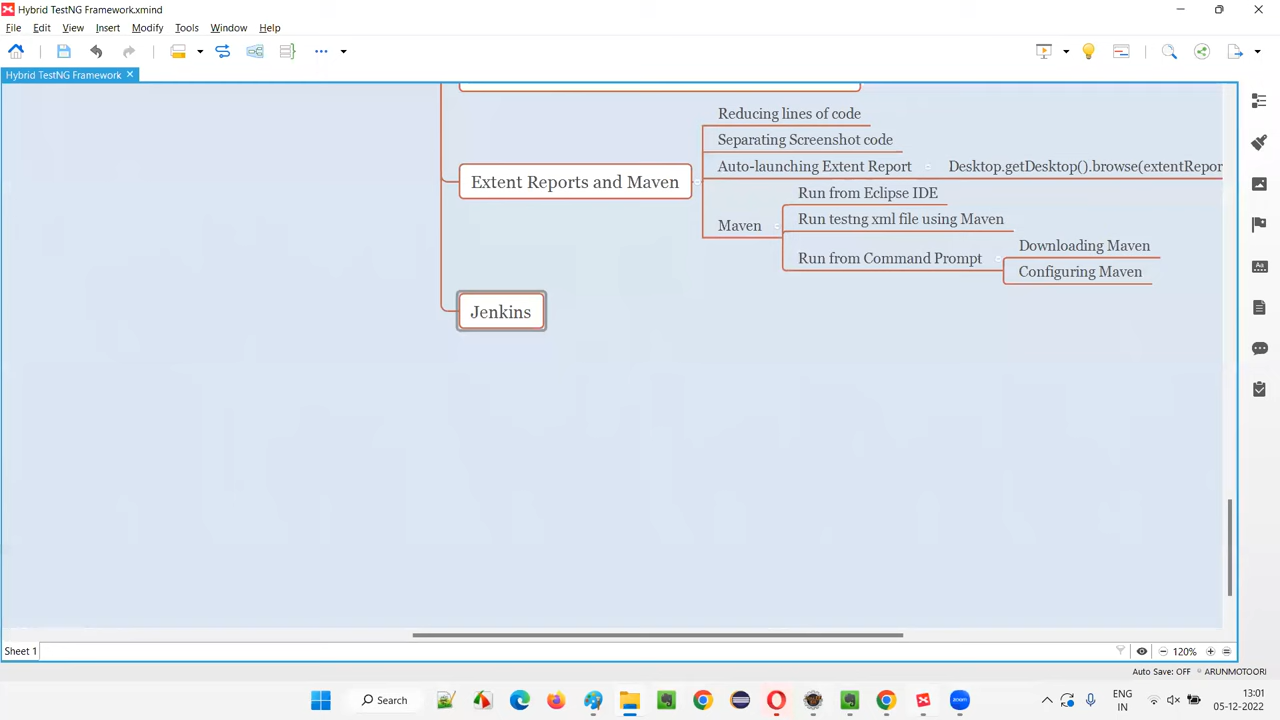 Hybrid TestNG Framework.xmind
File Edit View Insert Modify Tools Window Help
Hybrid TestNG Framework
Reducing lines of code
Separating Screenshot code
Extent Reports and Maven
Auto-launching Extent Report
Desktop.getDesktop().browse(extentRepor
Maven
Run from Eclipse IDE
Run testng xml file using Maven
Run from Command Prompt
Downloading Maven
Configuring Maven
Jenkins
Sheet 1
120%
Auto Save: OFF
ARUNMOTOORI
Search
ENG
IN
13:01
05-12-2022